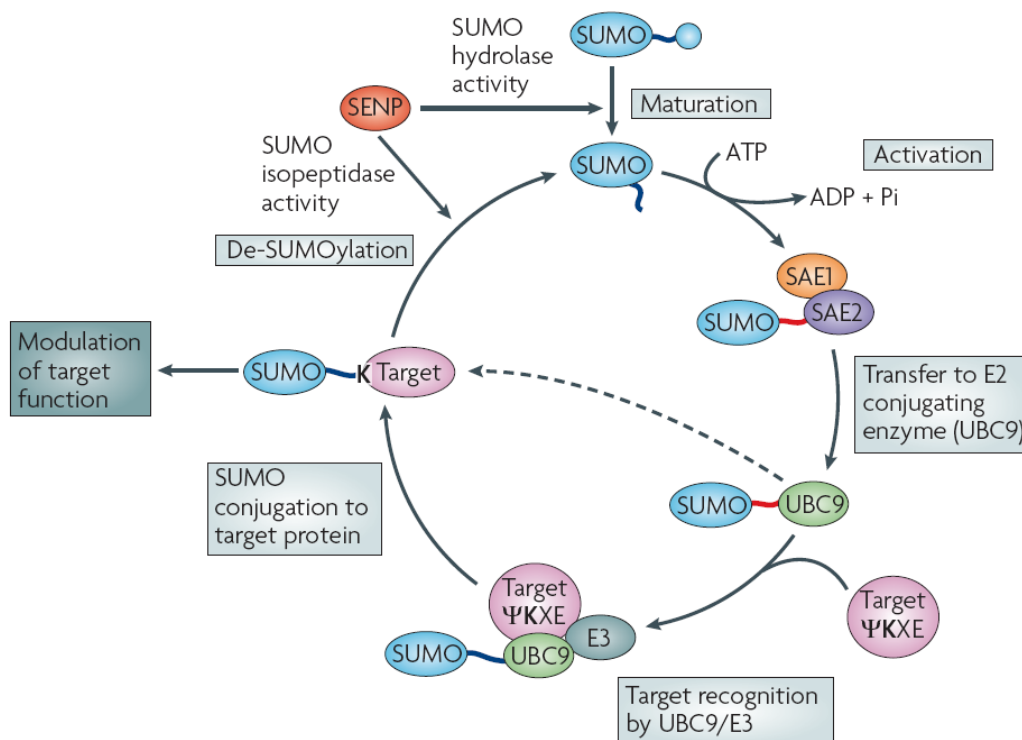 SUMO
hydrolase
activity
SUMO
Maturation
SENP
SUMO
isopeptidase
activity
SUMO
ATP
Activation
ADP + Pi
De-SUMOylation
SAE1
SAE2
SUMO
Modulation
of target
function
SUMO
K
Target
Transfer to E2
conjugating
enzyme (UBC9)
SUMO
conjugation to
target protein
SUMO
UBC9
Target
ΨKXE
E3
UBC9
SUMO
Target
ΨKXE
Target recognition
by UBC9/E3